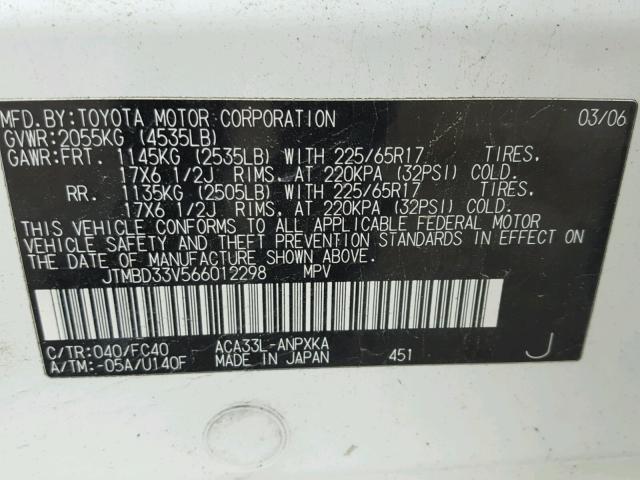 MFD.BY:TOYOTA MOTOR CORPORATION 03/06
GVWR:2055KG (4535LB)
GAWR:FRT. 1145KG (2535LB) WITH 225/65R17 TIRES,
17X6 1/2J RIMS, AT 220KPA (32PSI) COLD.
RR. 1135KG (2505LB) WITH 225/65R17 TIRES,
17X6 1/2J RIMS, AT 220KPA (32PSI) COLD.
THIS VEHICLE CONFORMS TO ALL APPLICABLE FEDERAL MOTOR
VEHICLE SAFETY AND THEFT PREVENTION STANDARDS IN EFFECT ON
THE DATE OF MANUFACTURE SHOWN ABOVE.
JTMBD33V566012298 MPV
C/TR:040/FC40 ACA33L-ANPXKA
A/TM:-05A/U140F MADE IN JAPAN 451 J